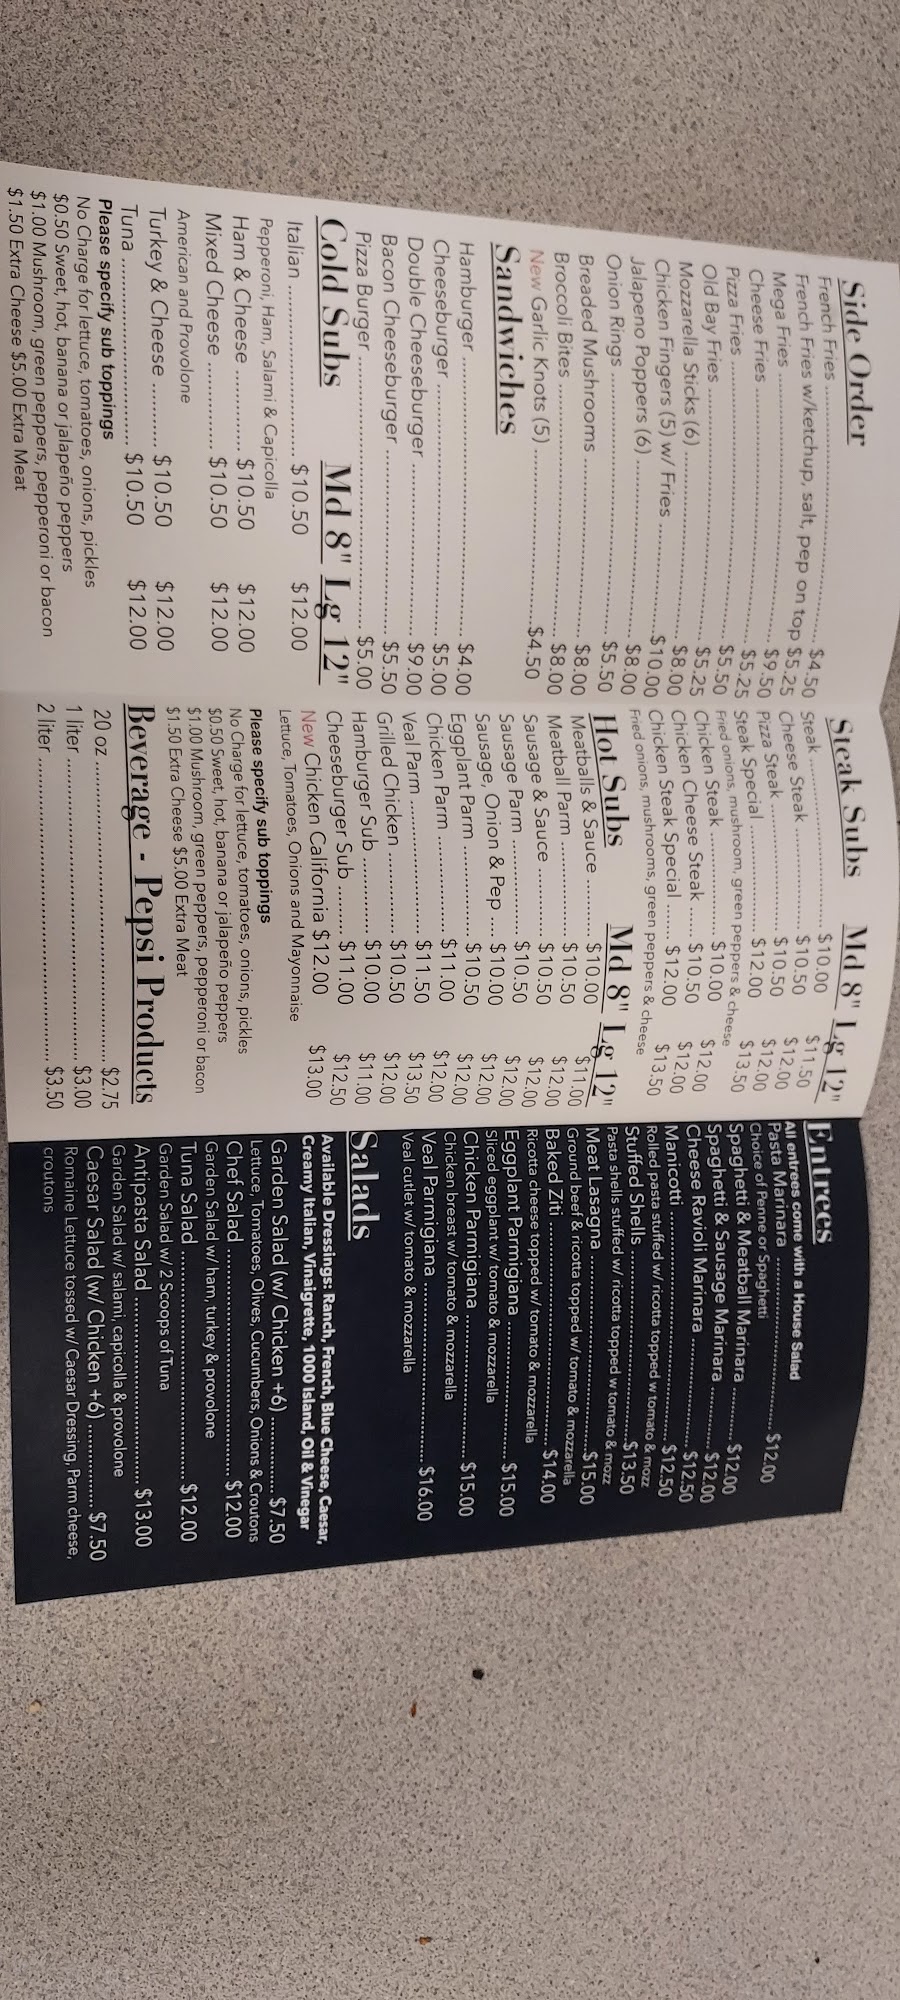 Side Order
French Fries ........ $4.50
French Fries w/ketchup, salt, pep on top $5.25
Mega Fries ........ $9.50
Cheese Fries ........ $5.25
Pizza Fries ........ $5.50
Old Bay Fries ........ $5.25
Mozzarella Sticks (6) ........ $8.00
Chicken Fingers (5) w/ Fries ........ $10.00
Jalapeno Poppers (6) ........ $8.00
Onion Rings ........ $5.50
Breaded Mushrooms ........ $8.00
Broccoli Bites ........ $8.00
New Garlic Knots (5) ........ $4.50
Sandwiches
Hamburger ........ $4.00
Cheeseburger ........ $5.00
Double Cheeseburger ........ $9.00
Bacon Cheeseburger ........ $5.50
Pizza Burger ........ $5.00
Cold Subs Md 8" Lg 12"
Italian ........ $10.50 $12.00
Pepperoni, Ham, Salami & Capicolla
Ham & Cheese ........ $10.50 $12.00
Mixed Cheese ........ $10.50 $12.00
American and Provolone
Turkey & Cheese ........ $10.50 $12.00
Tuna ........ $10.50 $12.00
Please specify sub toppings
No Charge for lettuce, tomatoes, onions, pickles
$0.50 Sweet, hot, banana or jalapeño peppers
$1.00 Mushroom, green peppers, pepperoni or bacon
$1.50 Extra Cheese $5.00 Extra Meat
Steak Subs Md 8" Lg 12"
Steak ........ $10.00 $11.50
Cheese Steak ........ $10.50 $12.00
Pizza Steak ........ $10.50 $12.00
Steak Special ........ $12.00 $13.50
Fried onions, mushroom, green peppers & cheese
Chicken Steak ........ $10.00 $12.00
Chicken Cheese Steak ..... $10.50 $12.00
Chicken Steak Special ...... $12.00 $13.50
Fried onions, mushrooms, green peppers & cheese
Hot Subs Md 8" Lg 12"
Meatballs & Sauce ........ $10.00 $11.00
Meatball Parm ........ $10.50 $12.00
Sausage & Sauce ........ $10.50 $12.00
Sausage Parm ........ $10.50 $12.00
Sausage, Onion & Pep ... $10.00 $12.00
Eggplant Parm ........ $10.50 $12.00
Chicken Parm ........ $11.00 $12.00
Veal Parm ........ $11.50 $13.50
Grilled Chicken ........ $10.50 $12.00
Hamburger Sub ........ $10.00 $11.00
Cheeseburger Sub ....... $11.00 $12.50
New Chicken California $12.00 $13.00
Lettuce, Tomatoes, Onions and Mayonnaise
Please specify sub toppings
No Charge for lettuce, tomatoes, onions, pickles
$0.50 Sweet, hot, banana or jalapeño peppers
$1.00 Mushroom, green peppers, pepperoni or bacon
$1.50 Extra Cheese $5.00 Extra Meat
Beverage - Pepsi Products
20 oz ........ $2.75
1 liter ........ $3.00
2 liter ........ $3.50
Entrees
All entrees come with a House Salad
Pasta Marinara ........ $12.00
Choice of Penne or Spaghetti
Spaghetti & Meatball Marinara ....... $12.00
Spaghetti & Sausage Marinara ....... $12.00
Cheese Ravioli Marinara ........ $12.50
Manicotti ........ $12.50
Rolled pasta stuffed w/ ricotta topped w tomato & mozz
Stuffed Shells ........ $13.50
Pasta shells stuffed w/ ricotta topped w tomato & mozz
Meat Lasagna ........ $15.00
Ground beef & ricotta topped w/ tomato & mozzarella
Baked Ziti ........ $14.00
Ricotta cheese topped w/ tomato & mozzarella
Eggplant Parmigiana ........ $15.00
Sliced eggplant w/ tomato & mozzarella
Chicken Parmigiana ........ $15.00
Chicken breast w/ tomato & mozzarella
Veal Parmigiana ........ $16.00
Veal cutlet w/ tomato & mozzarella
Salads
Available Dressings: Ranch, French, Blue Cheese, Caesar,
Creamy Italian, Vinaigrette, 1000 Island, Oil & Vinegar
Garden Salad (w/ Chicken +6) ........ $7.50
Lettuce, Tomatoes, Olives, Cucumbers, Onions & Croutons
Chef Salad ........ $12.00
Garden Salad w/ ham, turkey & provolone
Tuna Salad ........ $12.00
Garden Salad w/ 2 Scoops of Tuna
Antipasta Salad ........ $13.00
Garden Salad w/ salami, capicolla & provolone
Caesar Salad (w/ Chicken +6) ........ $7.50
Romaine Lettuce tossed w/ Caesar Dressing, Parm cheese,
croutons